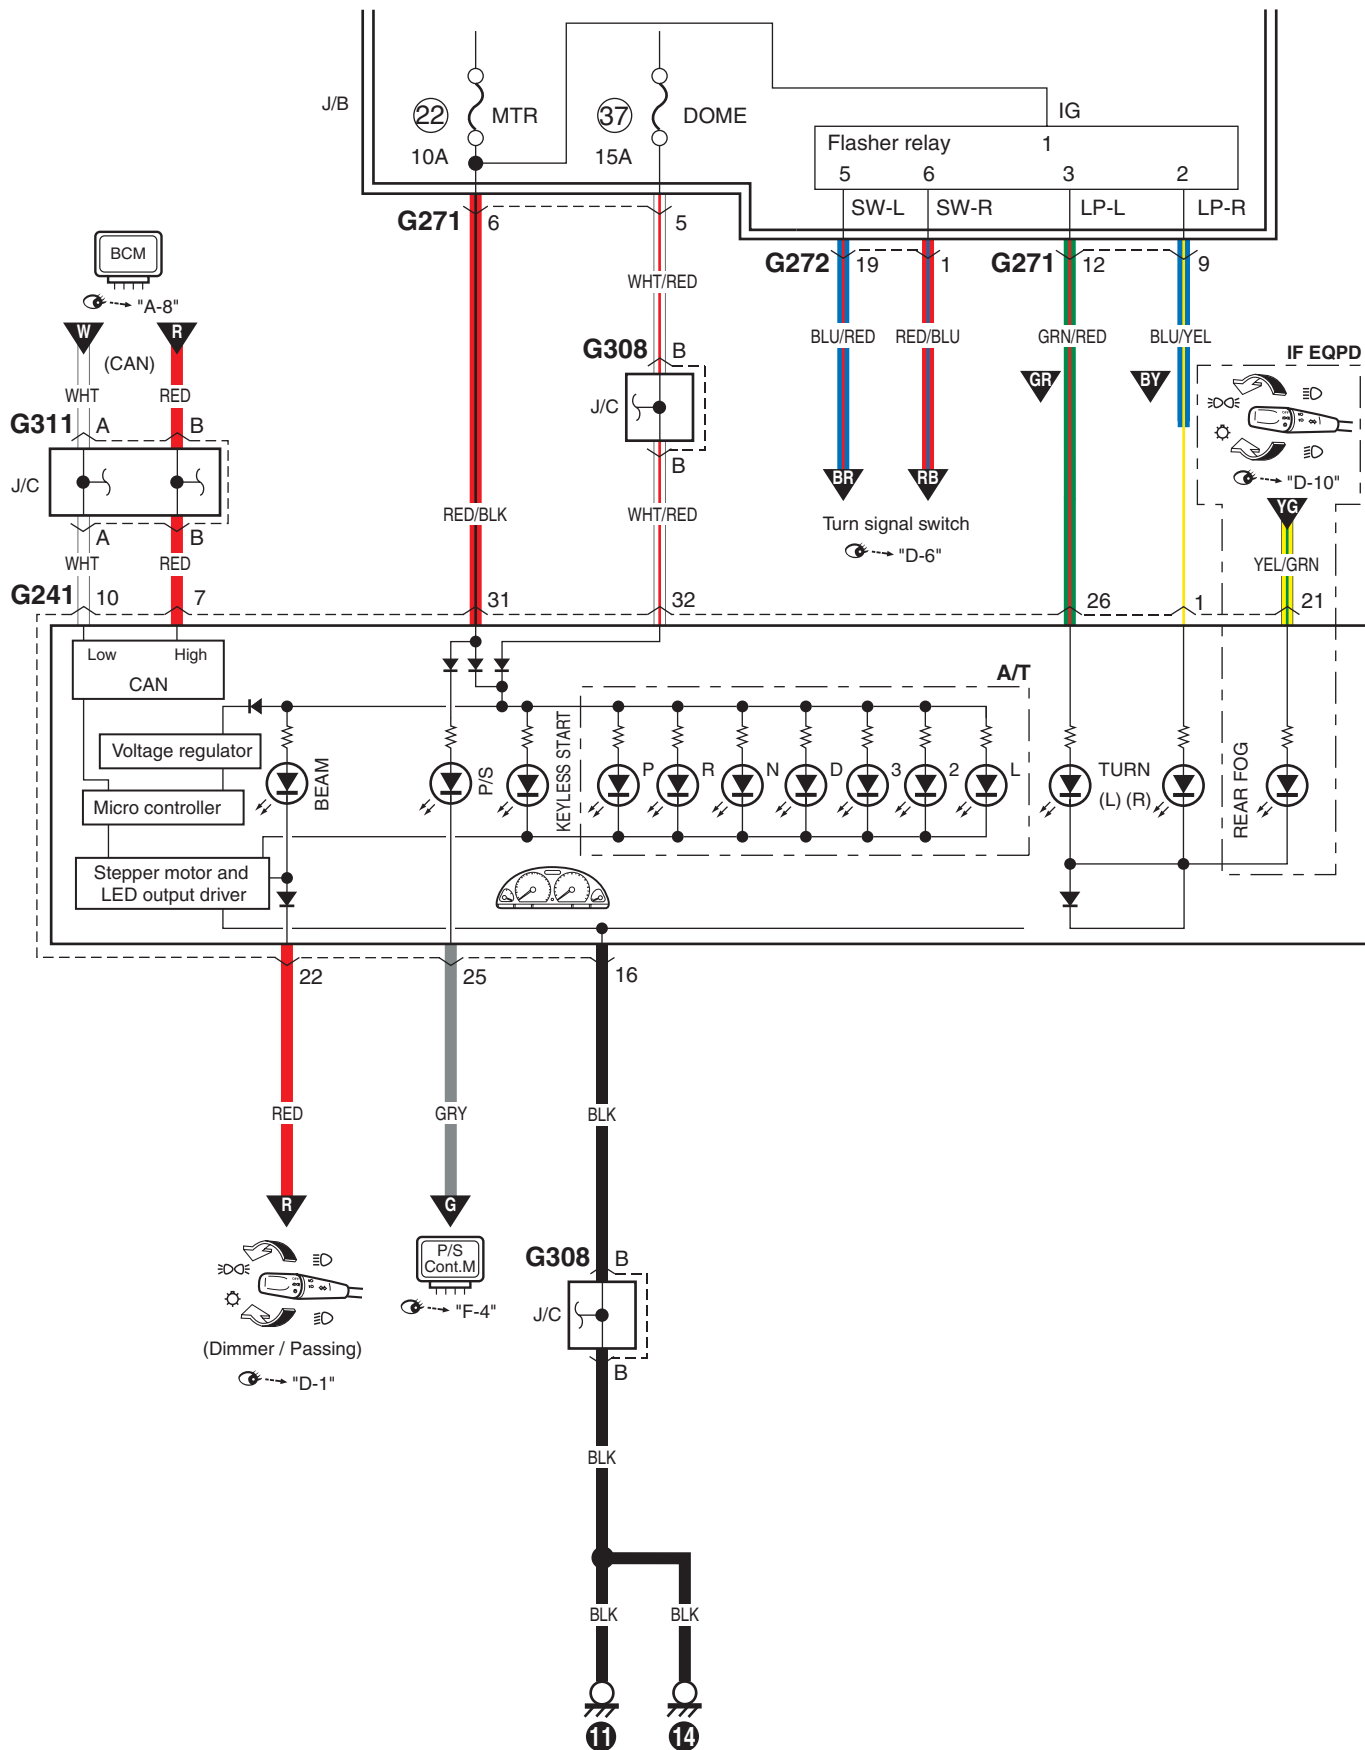 J/B
22 MTR
10A
37 DOME
15A
IG
Flasher relay 1
5 6 3 2
SW-L SW-R LP-L LP-R
G271 6 5
G272 19 1
G271 12 9
BCM
"A-8"
W R
(CAN)
WHT RED
G311 A B
J/C
A B
WHT RED
G241 10 7
WHT/RED
G308 B
J/C
B
RED/BLK WHT/RED
31 32
BLU/RED RED/BLU
BR RB
Turn signal switch
"D-6"
GRN/RED BLU/YEL
GR BY
26 1
IF EQPD
"D-10"
YG
YEL/GRN
21
Low High
CAN
Voltage regulator
Micro controller
Stepper motor and
LED output driver
BEAM
P/S
KEYLESS START
A/T
P R N D 3 2 L
TURN
(L) (R)
REAR FOG
22 25 16
RED GRY BLK
R
(Dimmer / Passing)
"D-1"
G
P/S
Cont.M
"F-4"
G308 B
J/C
B
BLK
BLK BLK
11 14